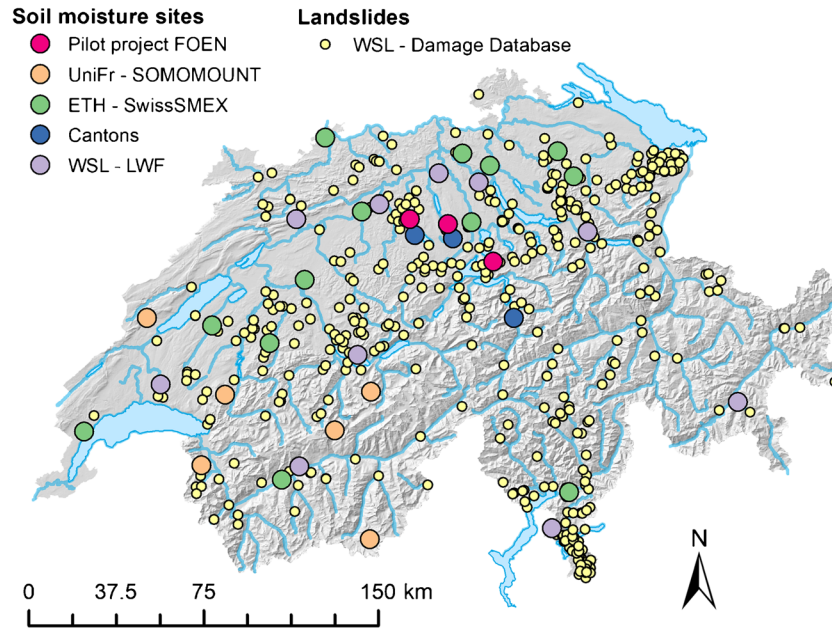 Soil moisture sites
Pilot project FOEN
UniFr - SOMOMOUNT
ETH - SwissSMEX
Cantons
WSL - LWF
Landslides
WSL - Damage Database
N
0 37.5 75 150 km